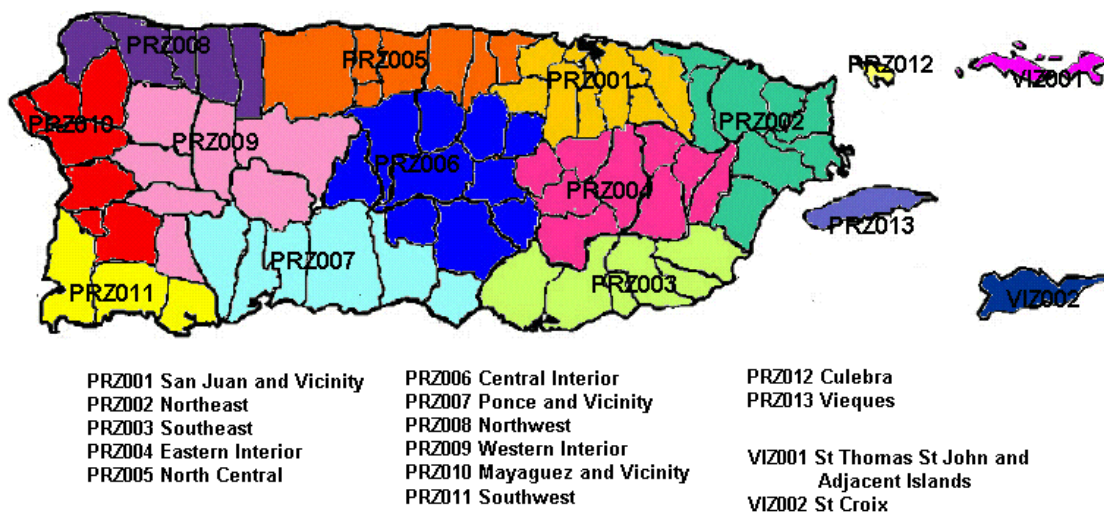 PRZ008
PRZ005
PRZ001
PRZ012
VIZ001
PRZ010
PRZ009
PRZ002
PRZ006
PRZ004
PRZ013
PRZ007
PRZ003
PRZ011
VIZ002
PRZ001 San Juan and Vicinity
PRZ002 Northeast
PRZ003 Southeast
PRZ004 Eastern Interior
PRZ005 North Central
PRZ006 Central Interior
PRZ007 Ponce and Vicinity
PRZ008 Northwest
PRZ009 Western Interior
PRZ010 Mayaguez and Vicinity
PRZ011 Southwest
PRZ012 Culebra
PRZ013 Vieques
VIZ001 St Thomas St John and
Adjacent Islands
VIZ002 St Croix